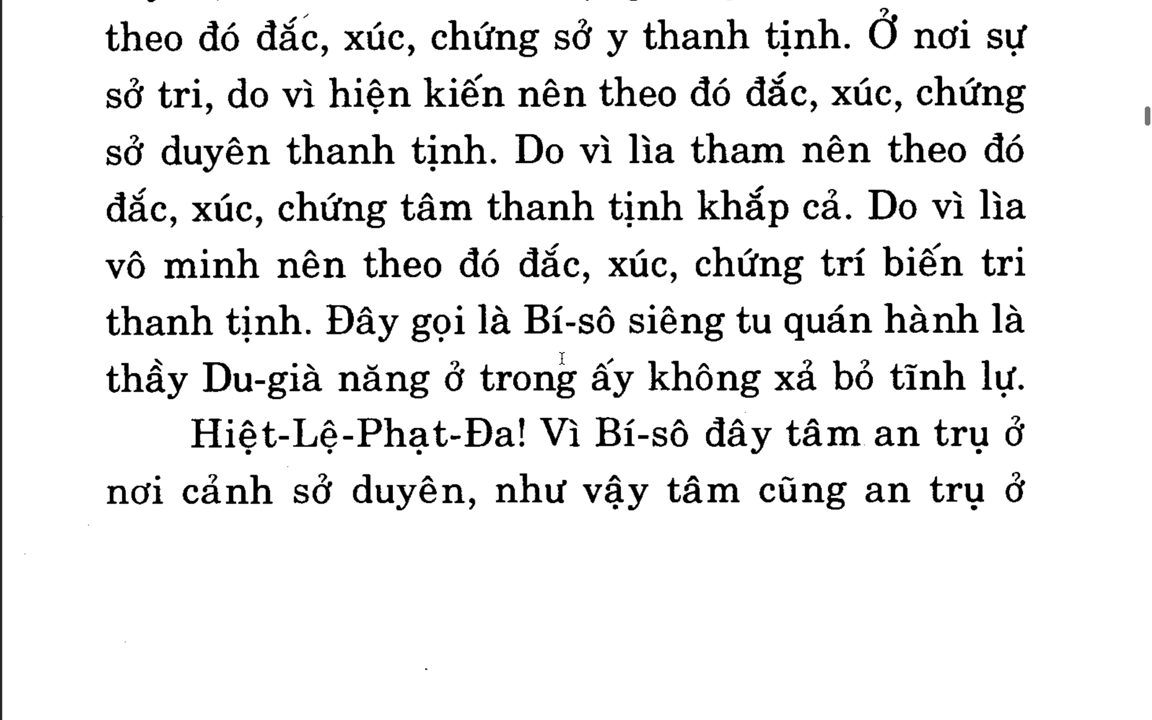 theo đó đắc, xúc, chứng sở y thanh tịnh. Ở nơi sự
sở tri, do vì hiện kiến nên theo đó đắc, xúc, chứng
sở duyên thanh tịnh. Do vì lìa tham nên theo đó
đắc, xúc, chứng tâm thanh tịnh khắp cả. Do vì lìa
vô minh nên theo đó đắc, xúc, chứng trí biến tri
thanh tịnh. Đây gọi là Bí-sô siêng tu quán hành là
thầy Du-già năng ở trong ấy không xả bỏ tĩnh lự.
Hiệt-Lệ-Phạt-Đa! Vì Bí-sô đây tâm an trụ ở
nơi cảnh sở duyên, như vậy tâm cũng an trụ ở